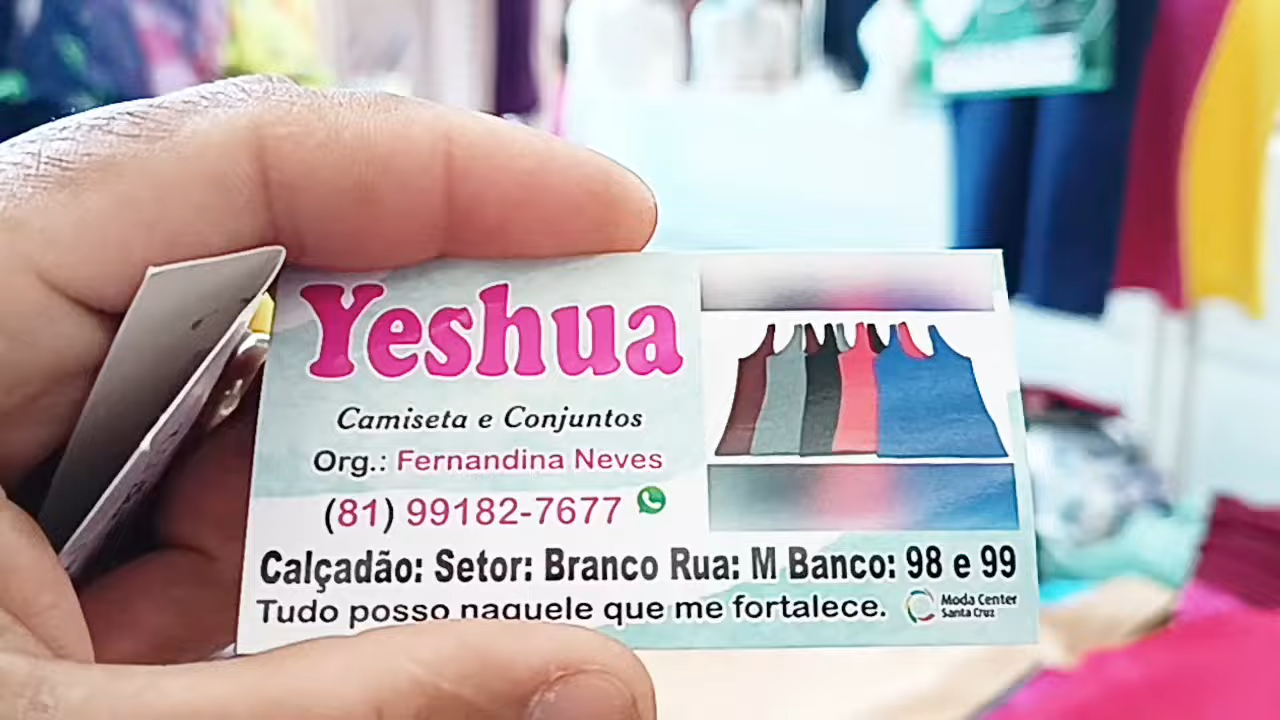 Yeshua
Camiseta e Conjuntos
Org.: Fernandina Neves
(81) 99182-7677
Calçadão: Setor: Branco Rua: M Banco: 98 e 99
Tudo posso naquele que me fortalece.
Moda Center
Santa Cruz